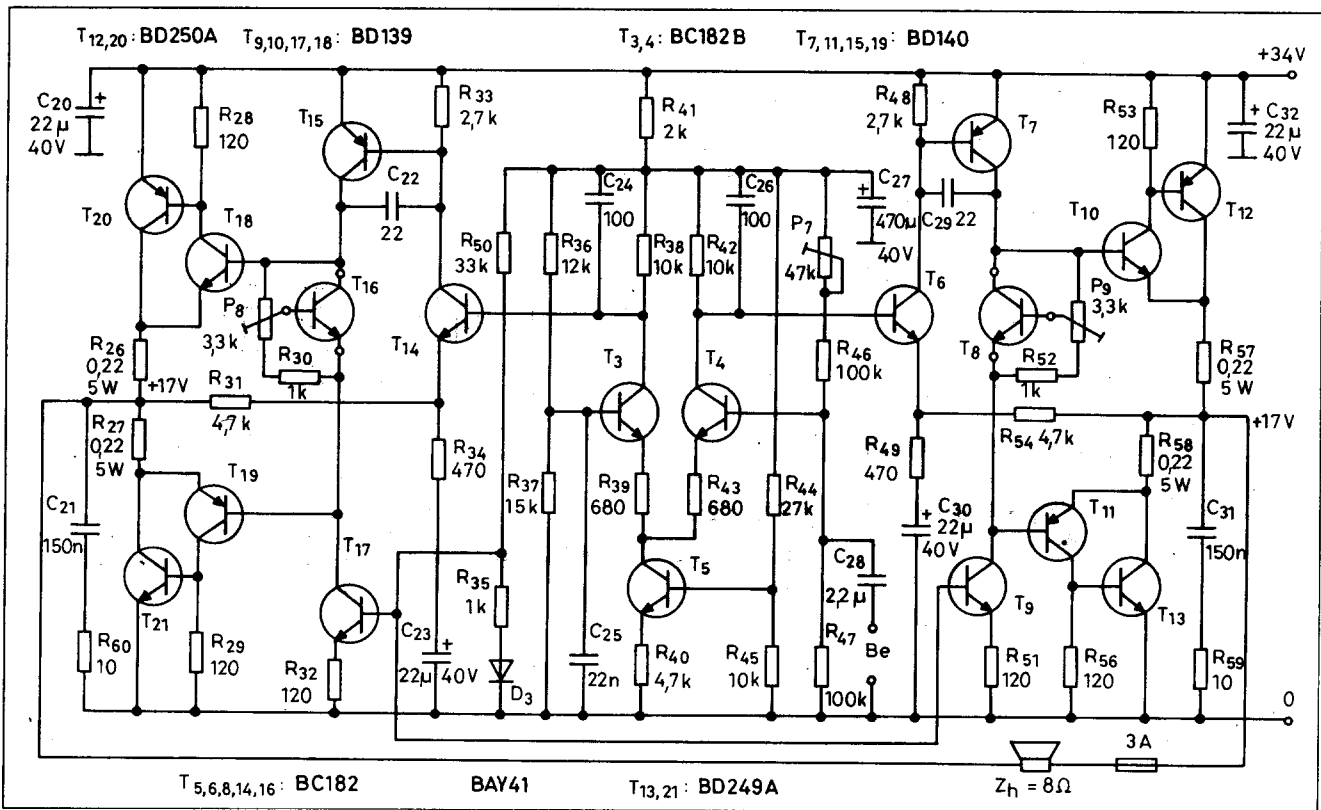 T12,20: BD250A T9,10,17,18: BD139 T3,4: BC182B T7,11,15,19: BD140
+34V
C20
22µ
40V
+
R28
120
T15
R33
2,7k
R41
2k
R48
2,7k
T7
R53
120
+ C32
22µ
40V
T20
T18
C22
22
R50
33k
R36
12k
C24
100
R38
10k
R42
10k
C26
100
P7
47k
+
C27
470µ
40V
C29 22
T10
T12
P8
3,3k
T16
T14
T3
T4
T6
T8
P9
3,3k
R26
0,22
5W
+17V
R30
1k
R31
4,7k
R46
100k
R52
1k
R57
0,22
5W
+17V
R27
0,22
5W
T19
R34
470
R37
15k
R39
680
R43
680
R44
27k
R49
470
R54 4,7k
R58
0,22
5W
C21
150n
T17
+ C30
22µ
40V
T11
C31
150n
T21
R35
1k
T5
C28
2,2µ
T9
T13
R60
10
R29
120
R32
120
C23
22µ
+
40V
D3
C25
22n
R40
4,7k
R45
10k
R47
100k
Be
R51
120
R56
120
R59
10
0
3A
T5,6,8,14,16: BC182 BAY41 T13,21: BD249A Zh = 8Ω